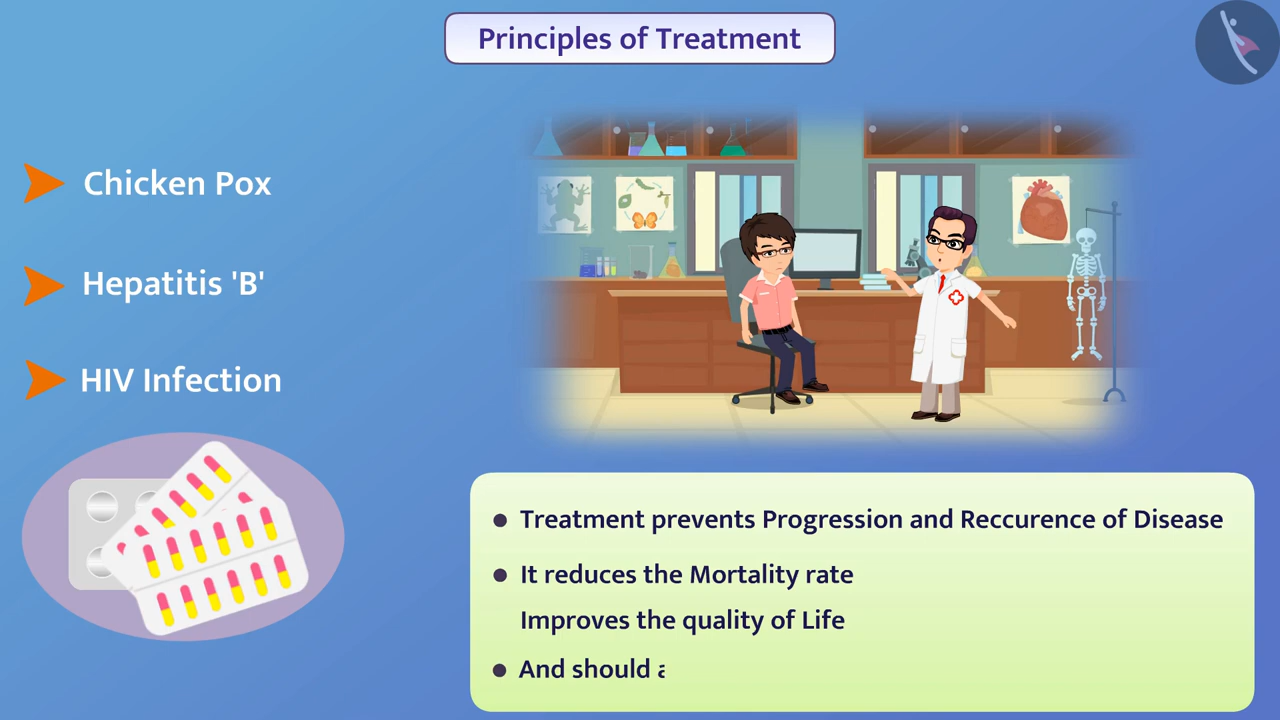 Principles of Treatment
Chicken Pox
Hepatitis 'B'
HIV Infection
Treatment prevents Progression and Reccurence of Disease
It reduces the Mortality rate
Improves the quality of Life
And should